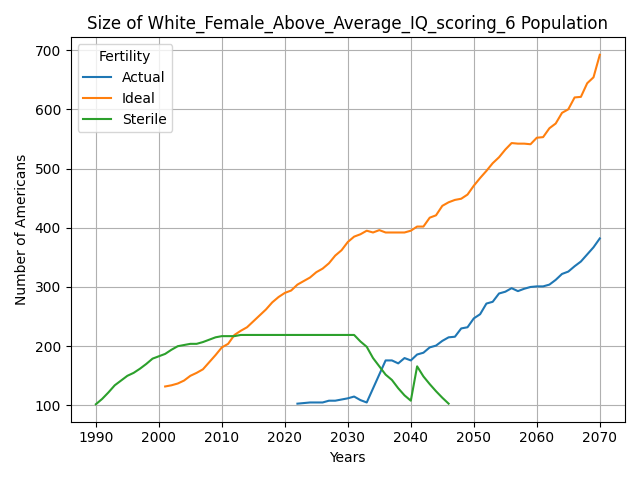 Size of White_Female_Above_Average_IQ_scoring_6 Population
Fertility
Actual
Ideal
Sterile
Number of Americans
700
600
500
400
300
200
100
1990 2000 2010 2020 2030 2040 2050 2060 2070
Years